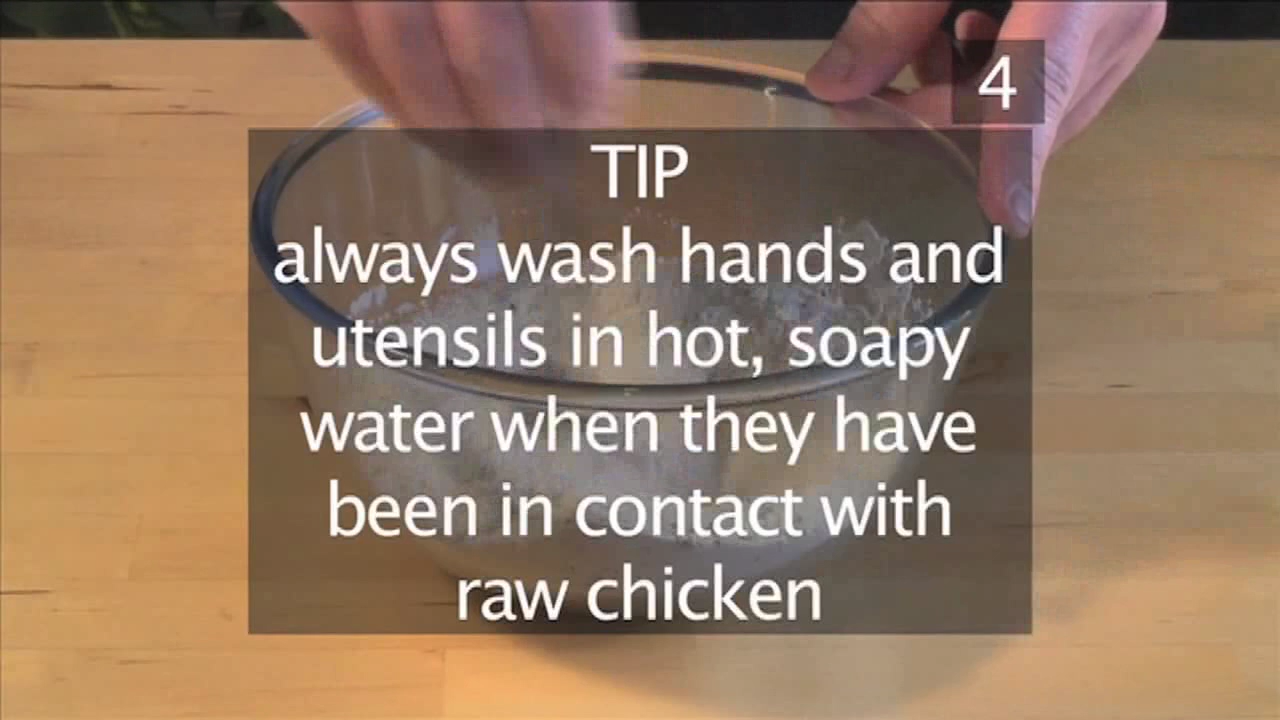 4
TIP
always wash hands and
utensils in hot, soapy
water when they have
been in contact with
raw chicken